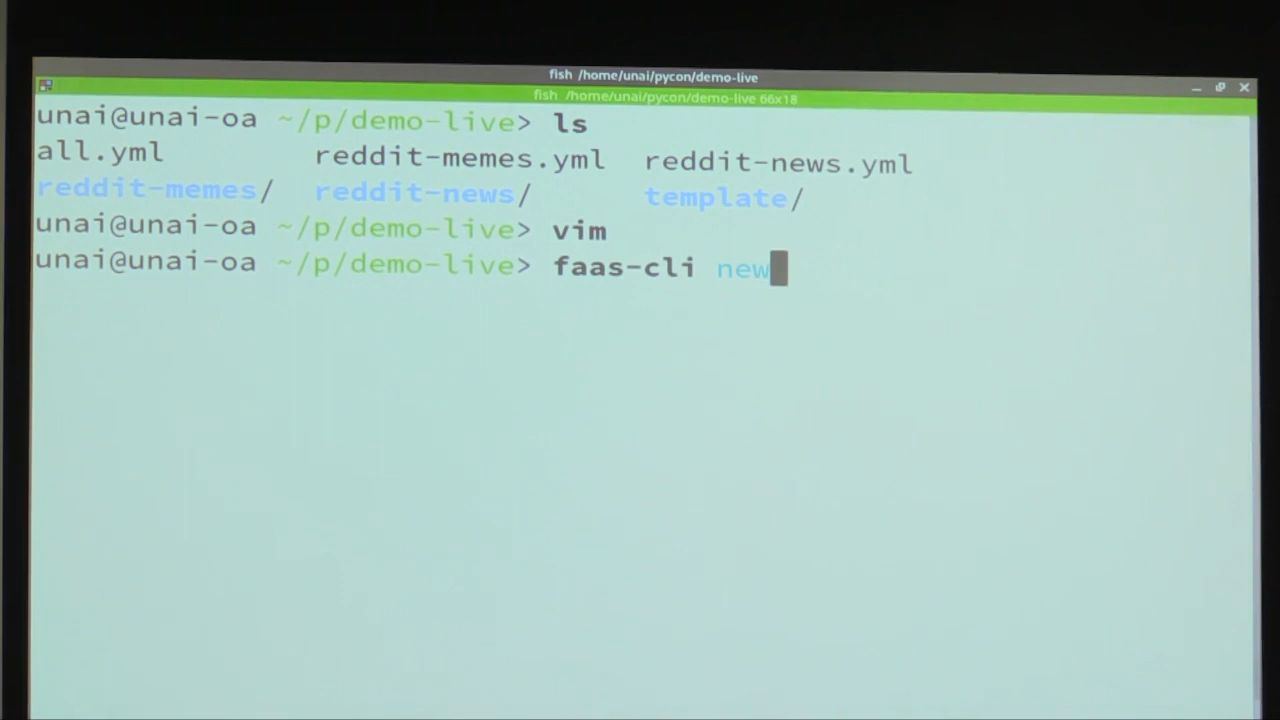 fish /home/unai/pycon/demo-live
fish /home/unai/pycon/demo-live 66x18
unai@unai-oa ~/p/demo-live> ls
all.yml reddit-memes.yml reddit-news.yml
reddit-memes/ reddit-news/ template/
unai@unai-oa ~/p/demo-live> vim
unai@unai-oa ~/p/demo-live> faas-cli new